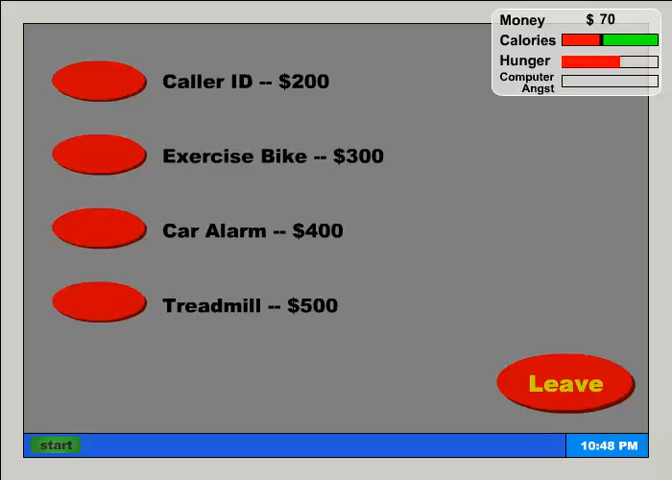 Money $ 70
Calories
Hunger
Computer
Angst
Caller ID -- $200
Exercise Bike -- $300
Car Alarm -- $400
Treadmill -- $500
Leave
start
10:48 PM